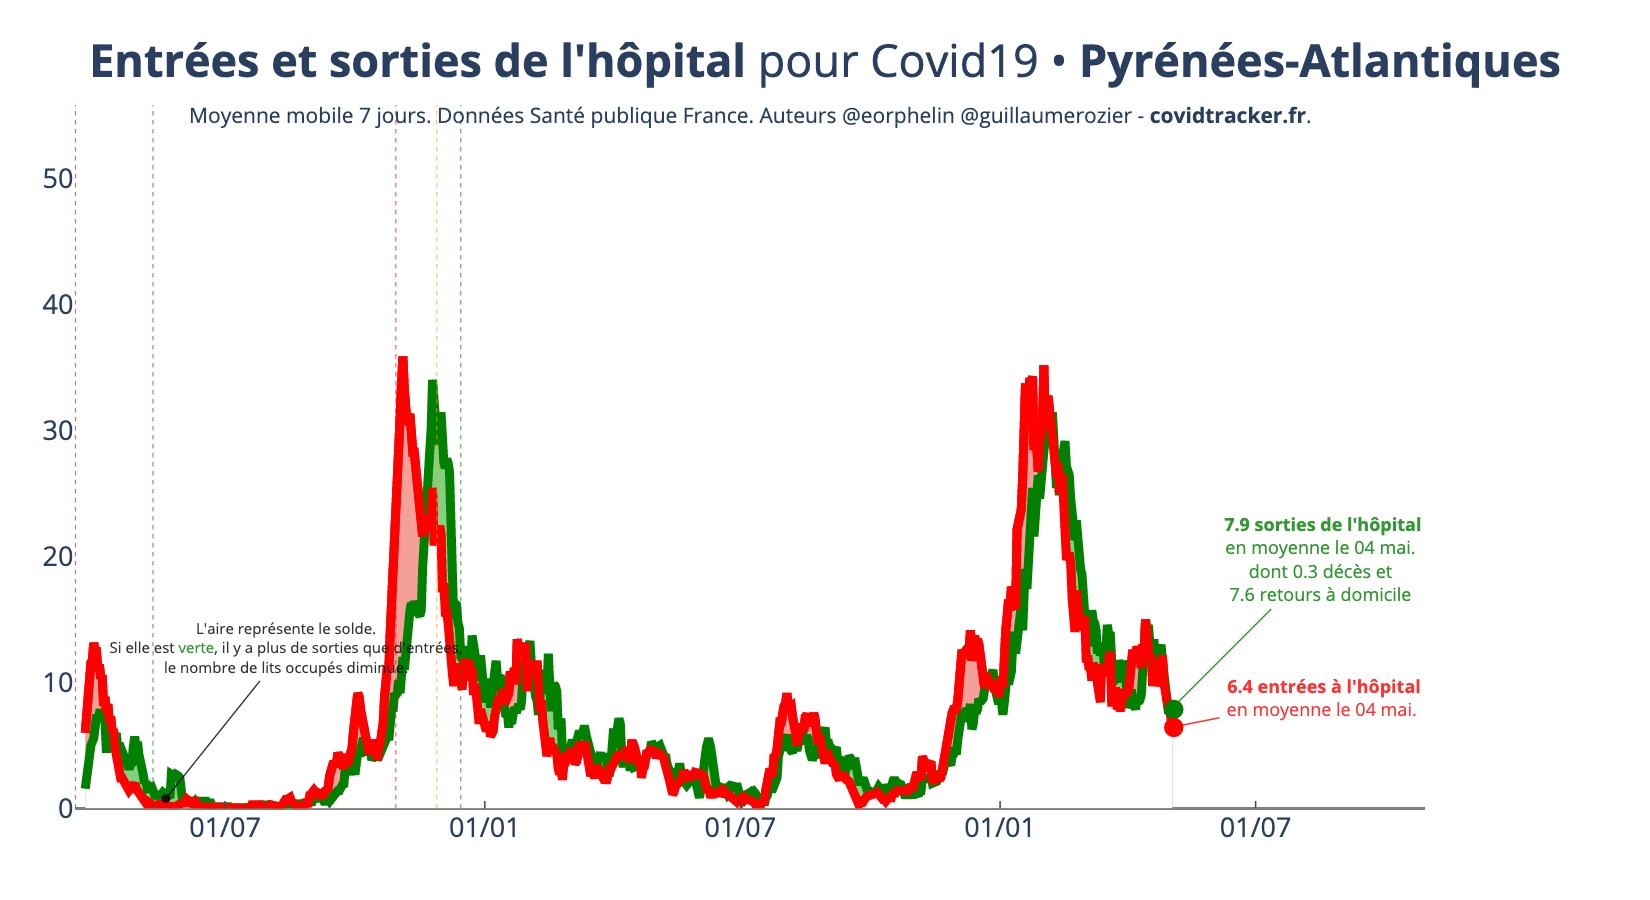 Entrées et sorties de l'hôpital pour Covid19 • Pyrénées-Atlantiques
Moyenne mobile 7 jours. Données Santé publique France. Auteurs @eorphelin @guillaumerozier - covidtracker.fr.
50
40
30
20
10
0
L'aire représente le solde.
Si elle est verte, il y a plus de sorties que d'entrées,
le nombre de lits occupés diminue.
7.9 sorties de l'hôpital
en moyenne le 04 mai.
dont 0.3 décès et
7.6 retours à domicile
6.4 entrées à l'hôpital
en moyenne le 04 mai.
01/07
01/01
01/07
01/01
01/07